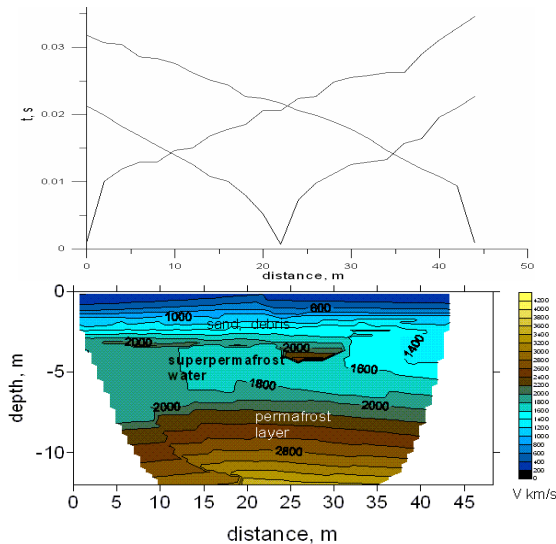 0.03
0.02
0.01
0
t, s
0 10 20 30 40 50
distance, m
0
-5
-10
depth, m
1000 600
sand, debris
2000 2000 1400
superpermafrost
water
1600
1800
2000 2000
permafrost
layer
2800
0 5 10 15 20 25 30 35 40 45
distance, m
4200
4000
3800
3600
3400
3200
3000
2800
2600
2400
2200
2000
1800
1600
1400
1200
1000
800
600
400
200
0
V km/s